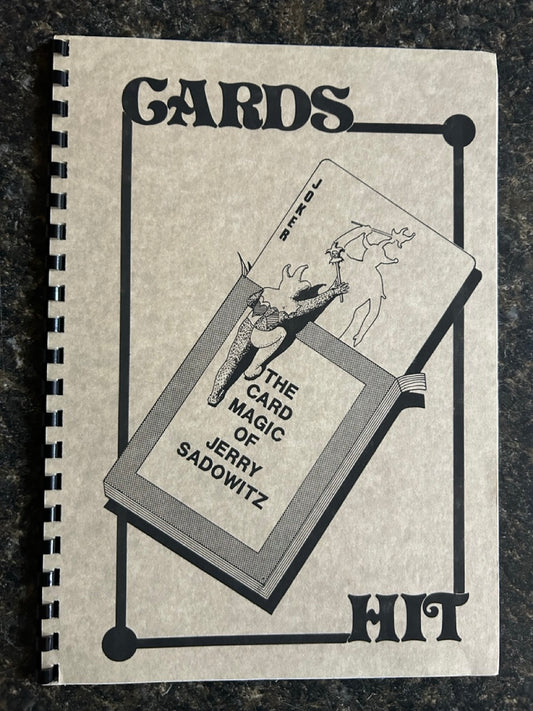 CARDS
JOKER
THE
CARD
MAGIC
OF
JERRY
SADOWITZ
HIT